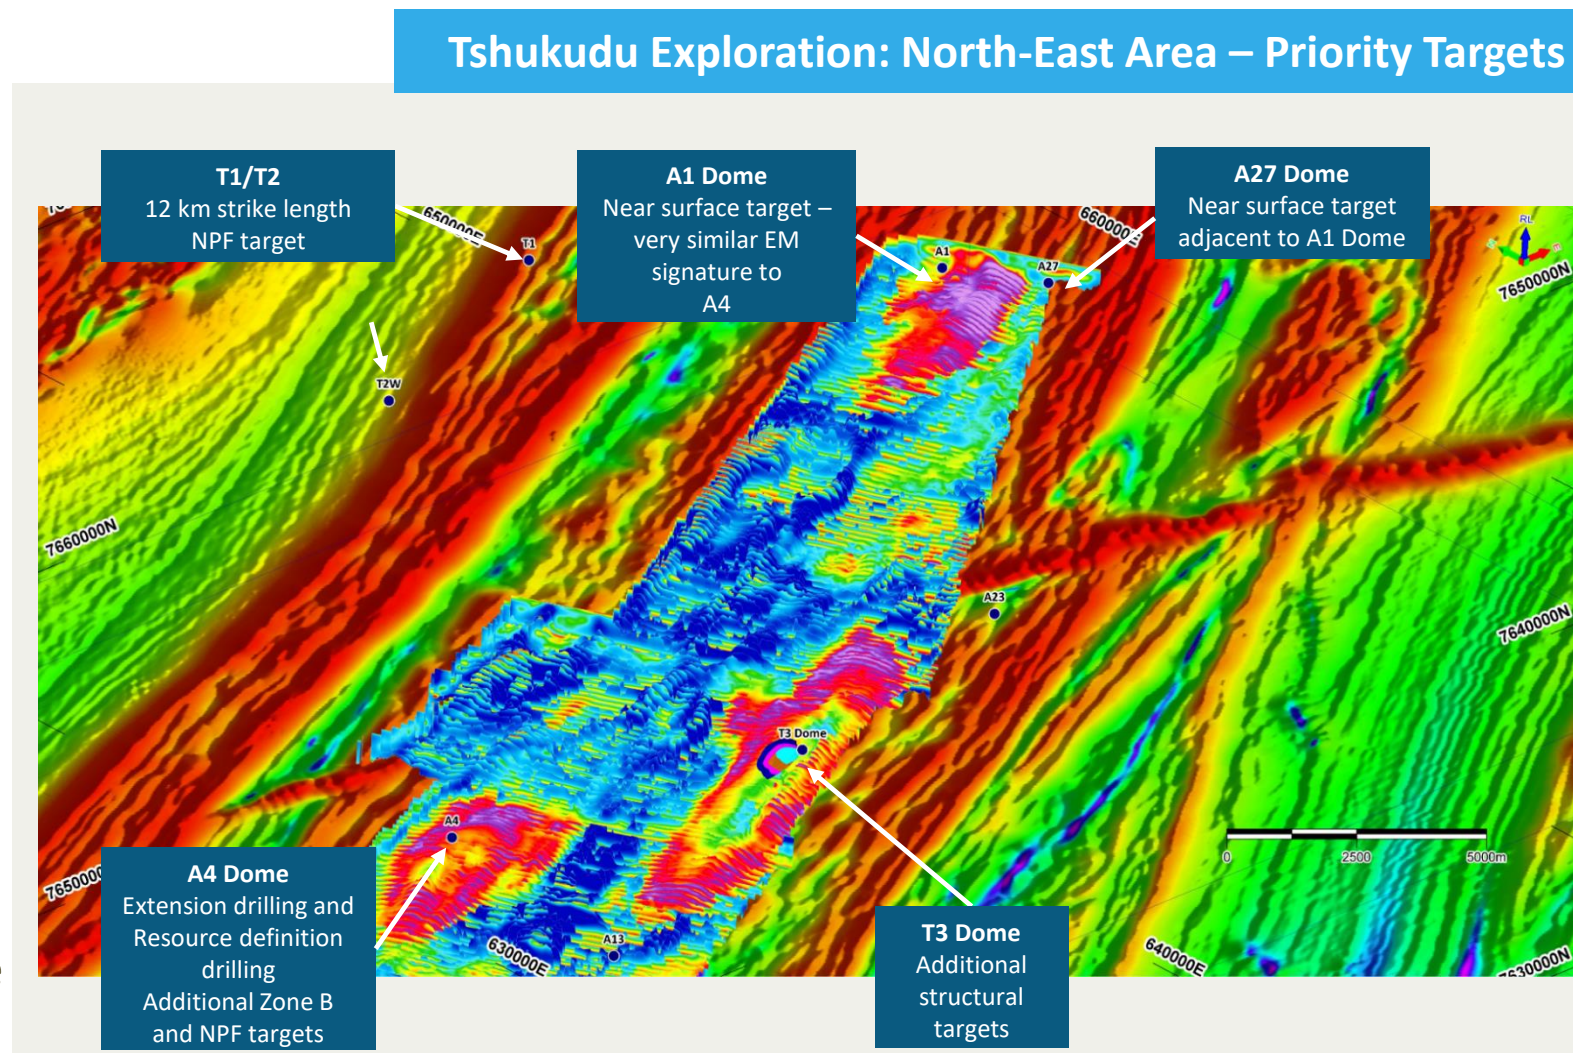 Tshukudu Exploration: North-East Area – Priority Targets
T1/T2
12 km strike length
NPF target
A1 Dome
Near surface target –
very similar EM
signature to
A4
A27 Dome
Near surface target
adjacent to A1 Dome
650000E
660000E
RL
T1
A1
A27
7650000N
T2W
7660000N
A23
7640000N
T3 Dome
A4
0
2500
5000m
A4 Dome
Extension drilling and
Resource definition
drilling
Additional Zone B
and NPF targets
630000E
A13
T3 Dome
Additional
structural
targets
640000E
7630000N